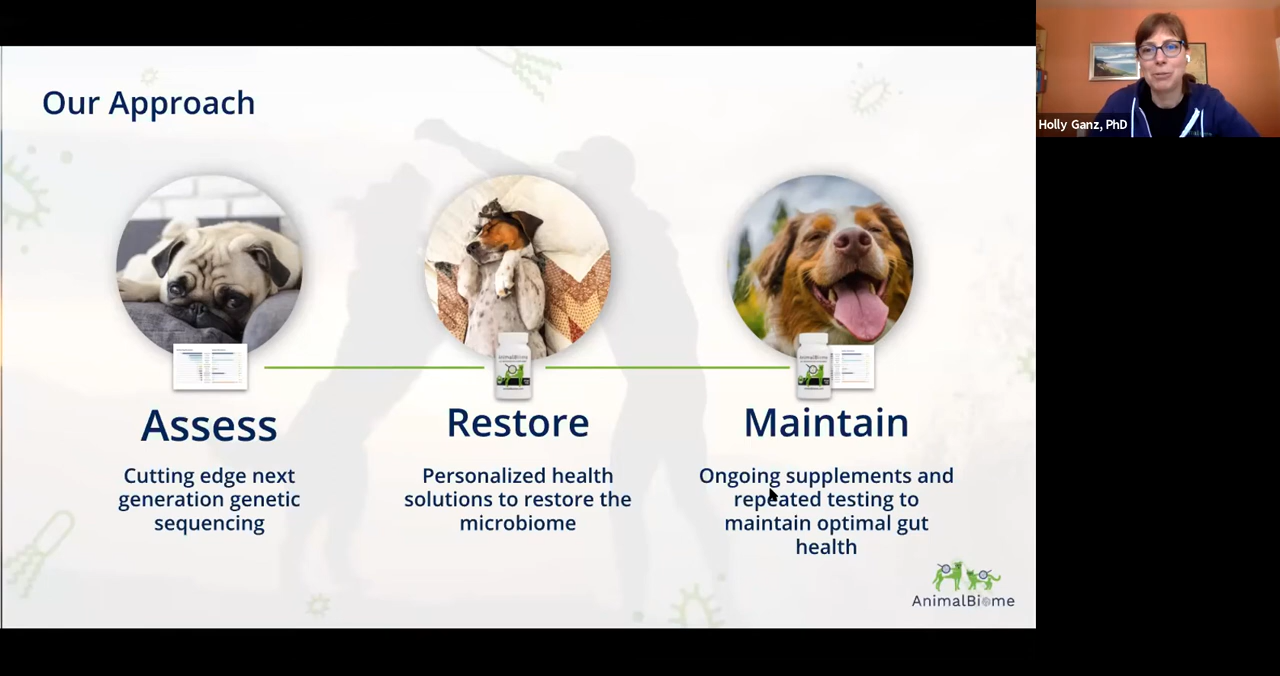 Our Approach
Holly Ganz, PhD
Assess
Cutting edge next
generation genetic
sequencing
Restore
Personalized health
solutions to restore the
microbiome
Maintain
Ongoing supplements and
repeated testing to
maintain optimal gut
health
AnimalBiome